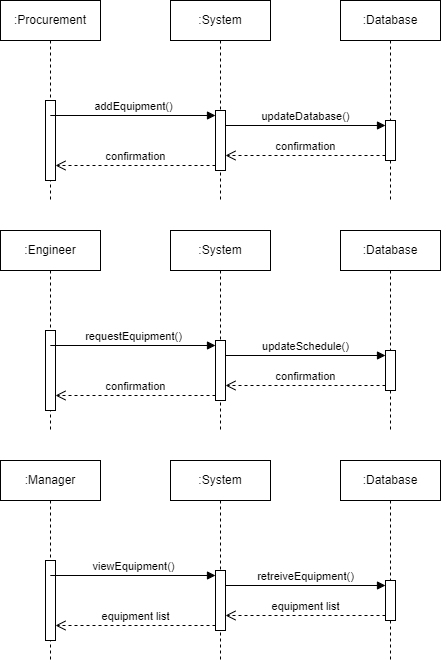 :Procurement
:System
:Database
addEquipment()
updateDatabase()
confirmation
confirmation
:Engineer
:System
:Database
requestEquipment()
updateSchedule()
confirmation
confirmation
:Manager
:System
:Database
viewEquipment()
retreiveEquipment()
equipment list
equipment list